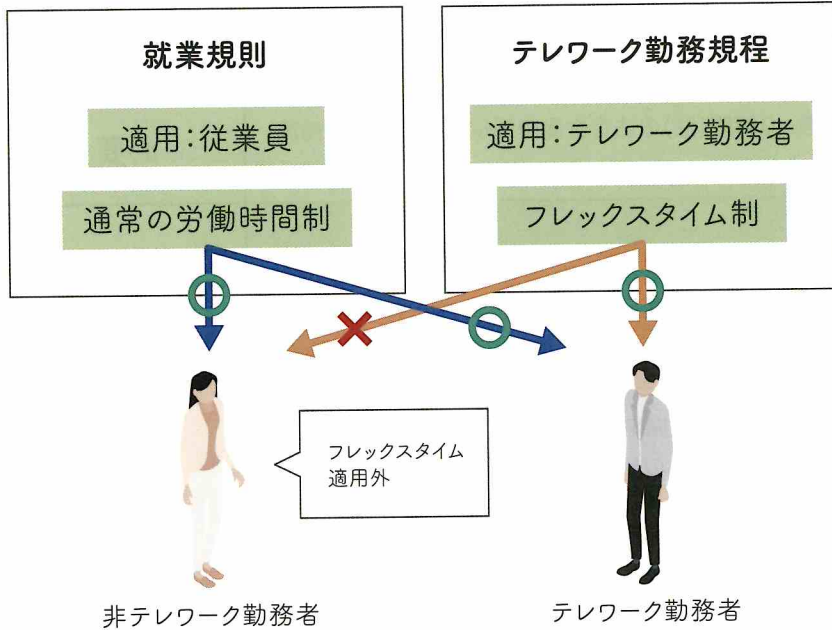 就業規則
適用：従業員
通常の労働時間制
テレワーク勤務規程
適用：テレワーク勤務者
フレックスタイム制
フレックスタイム
適用外
非テレワーク勤務者
テレワーク勤務者